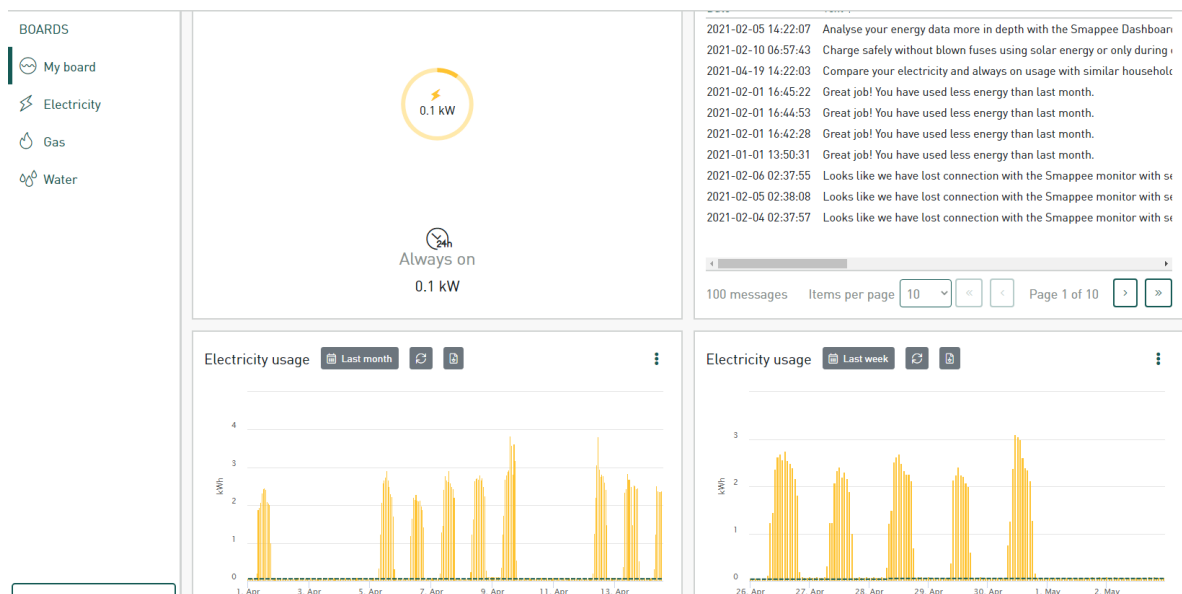 BOARDS
My board
Electricity
Gas
Water
0.1 kW
24h
Always on
0.1 kW
2021-02-05 14:22:07 Analyse your energy data more in depth with the Smappee
2021-02-10 06:57:43 Charge safely without blown fuses using solar energy or only during
2021-04-19 14:22:03 Compare your electricity and always on usage with similar
2021-02-01 16:45:22 Great job! You have used less energy than last month.
2021-02-01 16:44:53 Great job! You have used less energy than last month.
2021-02-01 16:42:28 Great job! You have used less energy than last month.
2021-01-01 13:50:31 Great job! You have used less energy than last month.
2021-02-06 02:37:55 Looks like we have lost connection with the Smappee monitor with
2021-02-05 02:38:08 Looks like we have lost connection with the Smappee monitor with
2021-02-04 02:37:57 Looks like we have lost connection with the Smappee monitor with
100 messages Items per page 10 « ‹ Page 1 of 10 › »
Electricity usage Last month
4
3
2
1
0
kWh
1. Apr 3. Apr 5. Apr 7. Apr 9. Apr 11. Apr 13. Apr
Electricity usage Last week
3
2
1
0
kWh
26. Apr 27. Apr 28. Apr 29. Apr 30. Apr 1. May 2. May